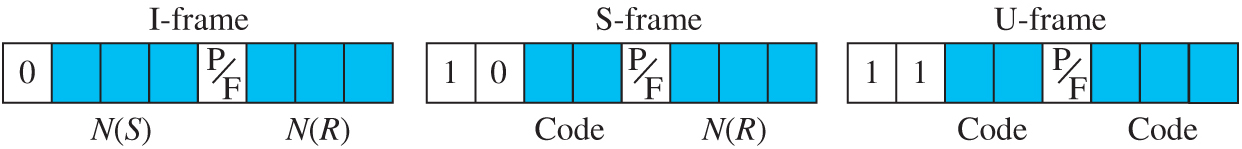 I-frame S-frame U-frame
0 P/F 1 0 P/F 1 1 P/F
N(S) N(R) Code N(R) Code Code